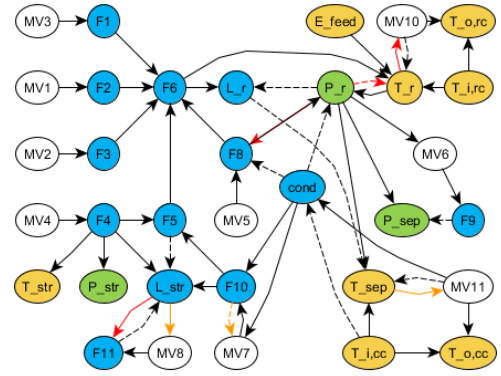 MV3
F1
E_feed
MV10
T_o,rc
MV1
F2
F6
L_r
P_r
T_r
T_i,rc
MV2
F3
F8
MV6
cond
MV4
F4
F5
MV5
P_sep
F9
T_str
P_str
L_str
F10
T_sep
MV11
F11
MV8
MV7
T_i,cc
T_o,cc